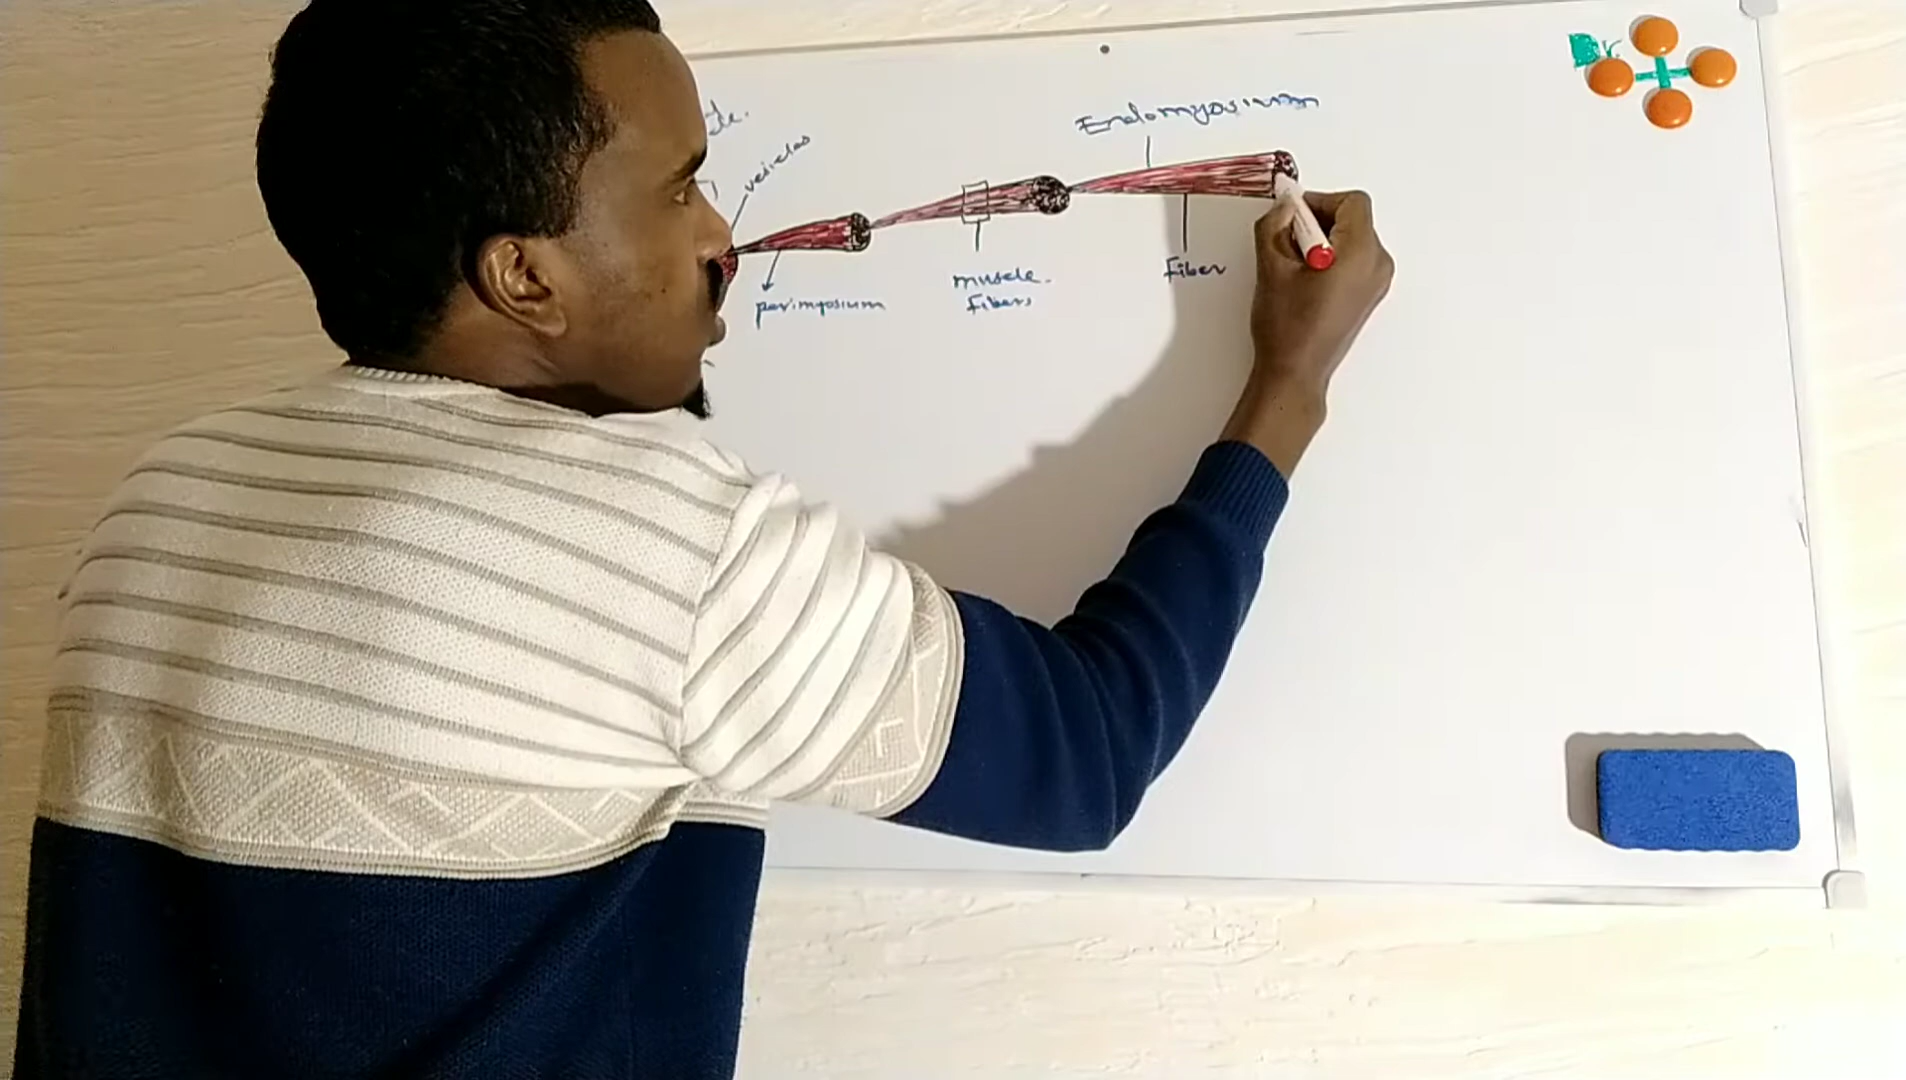 Endomyosium
vesicles
perimyosium
muscle.
fibers
Fiber